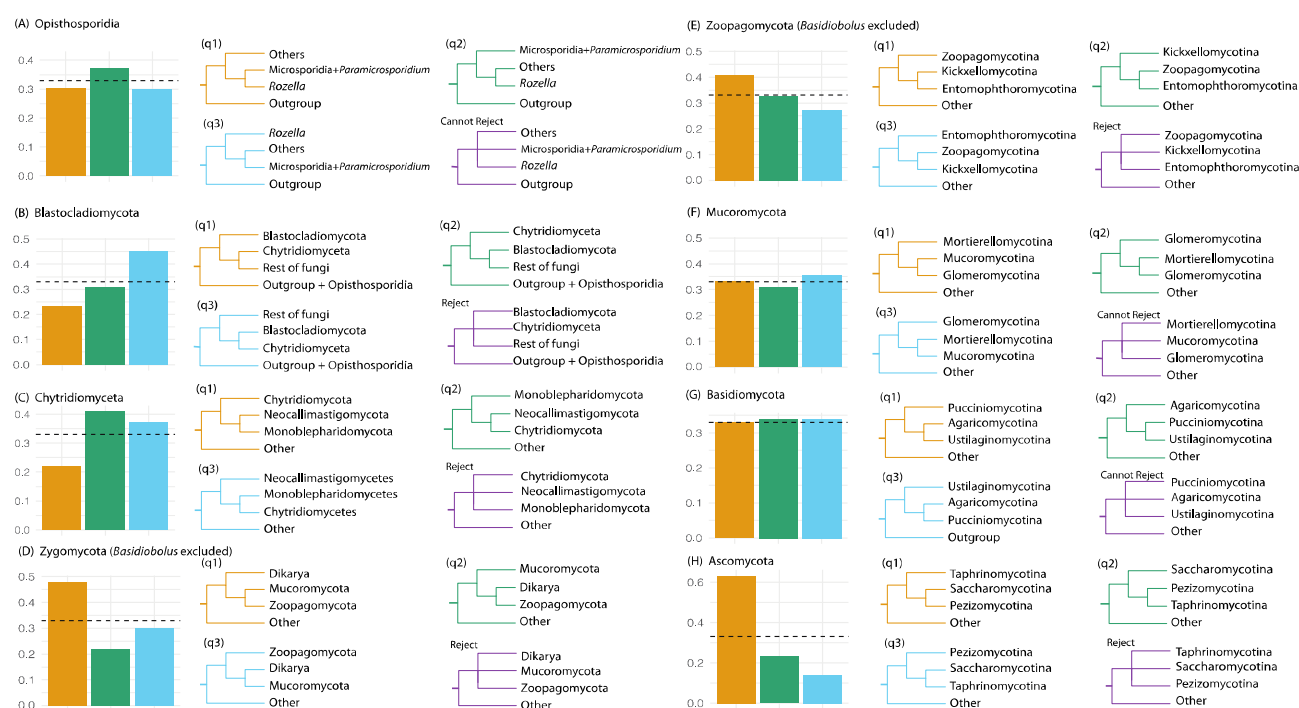 (A) Opisthosporidia
0.4
0.3
0.2
0.1
0.0
(q1)
Others
Microsporidia+Paramicrosporidium
Rozella
Outgroup
(q2)
Microsporidia+Paramicrosporidium
Others
Rozella
Outgroup
(q3)
Rozella
Others
Microsporidia+Paramicrosporidium
Outgroup
Cannot Reject
Others
Microsporidia+Paramicrosporidium
Rozella
Outgroup
(B) Blastocladiomycota
0.5
0.4
0.3
0.2
0.1
0.0
(q1)
Blastocladiomycota
Chytridiomyceta
Rest of fungi
Outgroup + Opisthosporidia
(q2)
Chytridiomyceta
Blastocladiomycota
Rest of fungi
Outgroup + Opisthosporidia
(q3)
Rest of fungi
Blastocladiomycota
Chytridiomyceta
Outgroup + Opisthosporidia
Reject
Blastocladiomycota
Chytridiomyceta
Rest of fungi
Outgroup + Opisthosporidia
(C) Chytridiomyceta
0.4
0.3
0.2
0.1
0.0
(q1)
Chytridiomycota
Neocallimastigomycota
Monoblepharidomycota
Other
(q2)
Monoblepharidomycota
Neocallimastigomycota
Chytridiomycota
Other
(q3)
Neocallimastigomycetes
Monoblepharidomycetes
Chytridiomycetes
Other
Reject
Chytridiomycota
Neocallimastigomycota
Monoblepharidomycota
Other
(D) Zygomycota (Basidiobolus excluded)
0.5
0.4
0.3
0.2
0.1
0.0
(q1)
Dikarya
Mucoromycota
Zoopagomycota
Other
(q2)
Mucoromycota
Dikarya
Zoopagomycota
Other
(q3)
Zoopagomycota
Dikarya
Mucoromycota
Other
Reject
Dikarya
Mucoromycota
Zoopagomycota
Other
(E) Zoopagomycota (Basidiobolus excluded)
0.5
0.4
0.3
0.2
0.1
0.0
(q1)
Zoopagomycotina
Kickxellomycotina
Entomophthoromycotina
Other
(q2)
Kickxellomycotina
Zoopagomycotina
Entomophthoromycotina
Other
(q3)
Entomophthoromycotina
Zoopagomycotina
Kickxellomycotina
Other
Reject
Zoopagomycotina
Kickxellomycotina
Entomophthoromycotina
Other
(F) Mucoromycota
0.5
0.4
0.3
0.2
0.1
0.0
(q1)
Mortierellomycotina
Mucoromycotina
Glomeromycotina
Other
(q2)
Glomeromycotina
Mortierellomycotina
Glomeromycotina
Other
(q3)
Glomeromycotina
Mortierellomycotina
Mucoromycotina
Other
Cannot Reject
Mortierellomycotina
Mucoromycotina
Glomeromycotina
Other
(G) Basidiomycota
0.3
0.2
0.1
0.0
(q1)
Pucciniomycotina
Agaricomycotina
Ustilaginomycotina
Other
(q2)
Agaricomycotina
Pucciniomycotina
Ustilaginomycotina
Other
(q3)
Ustilaginomycotina
Agaricomycotina
Pucciniomycotina
Outgroup
Cannot Reject
Pucciniomycotina
Agaricomycotina
Ustilaginomycotina
Other
(H) Ascomycota
0.6
0.4
0.2
0.0
(q1)
Taphrinomycotina
Saccharomycotina
Pezizomycotina
Other
(q2)
Saccharomycotina
Pezizomycotina
Taphrinomycotina
Other
(q3)
Pezizomycotina
Saccharomycotina
Taphrinomycotina
Other
Reject
Taphrinomycotina
Saccharomycotina
Pezizomycotina
Other